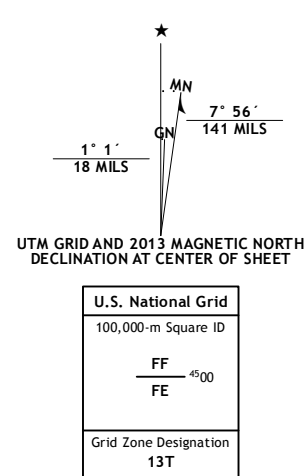 ★
MN
7° 56´
GN
141 MILS
1° 1´
18 MILS
UTM GRID AND 2013 MAGNETIC NORTH
DECLINATION AT CENTER OF SHEET
U.S. National Grid
100,000-m Square ID
FF
4500
FE
Grid Zone Designation
13T